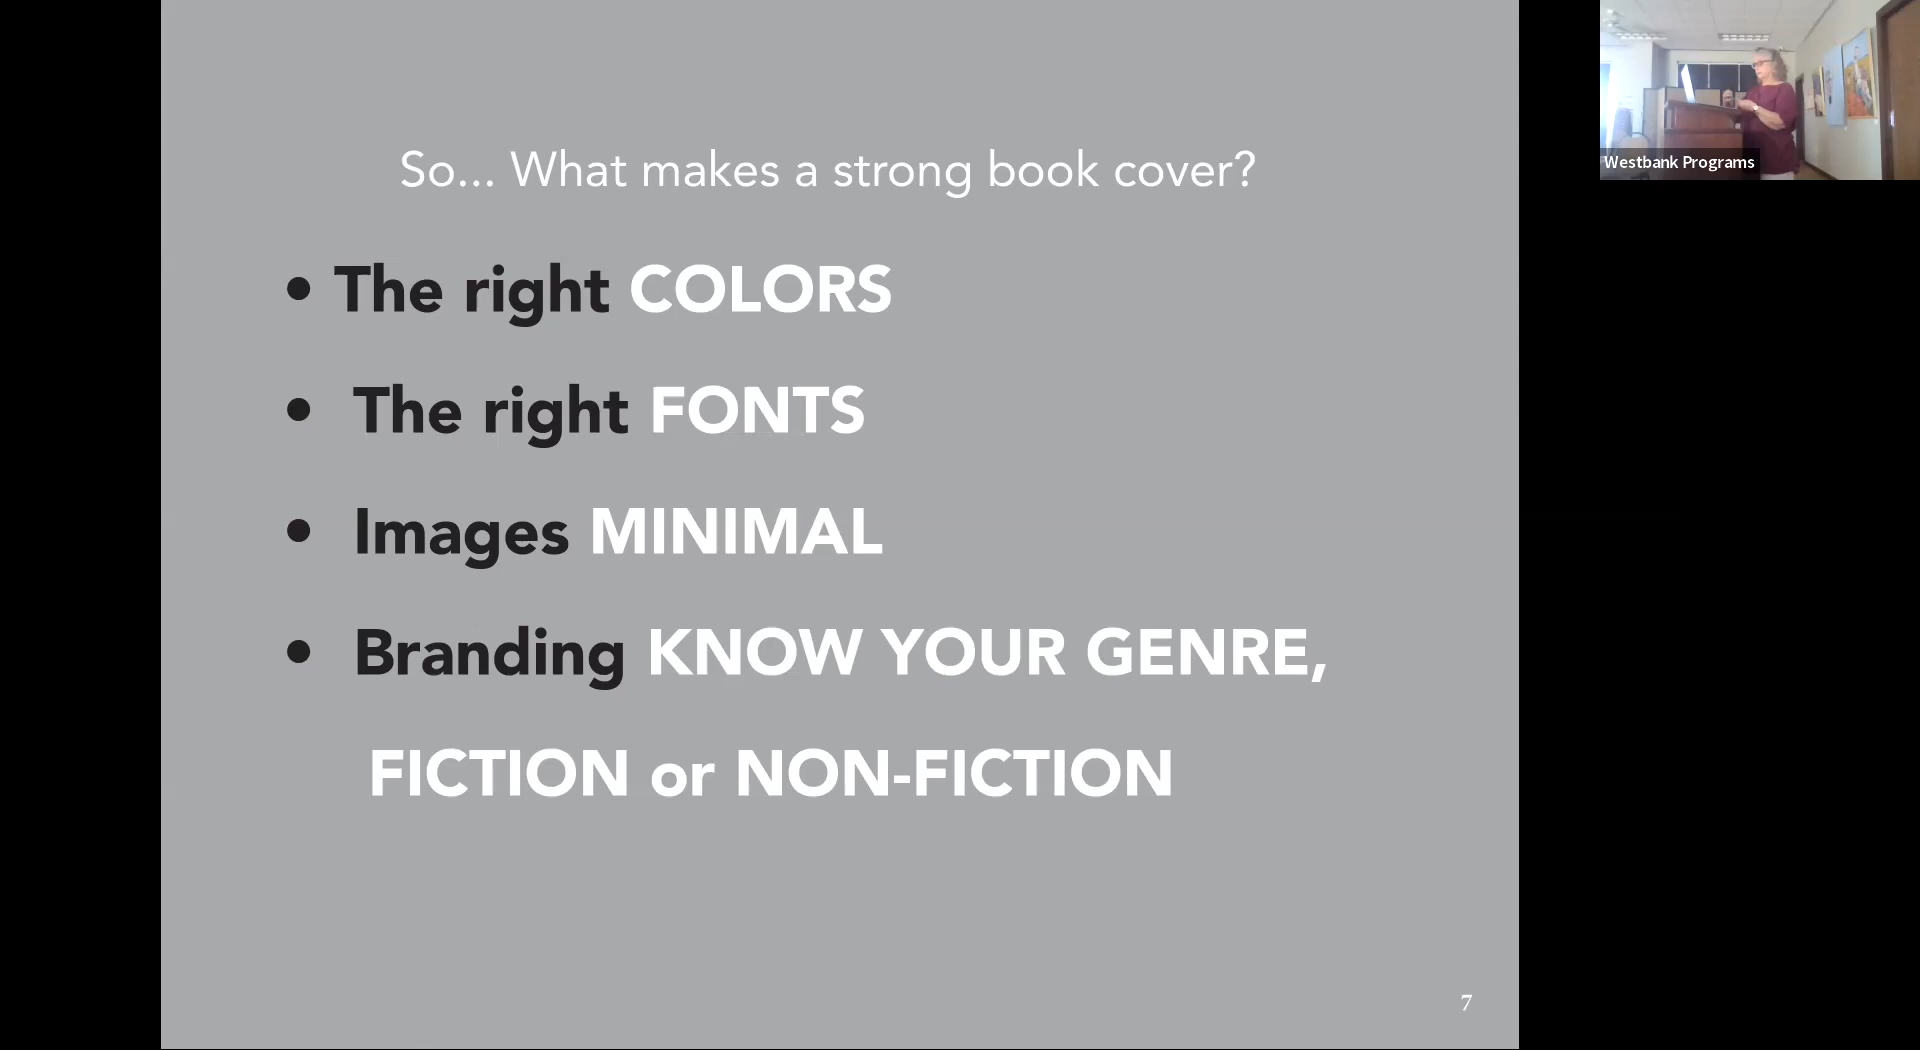 So... What makes a strong book cover?
• The right COLORS
• The right FONTS
• Images MINIMAL
• Branding KNOW YOUR GENRE,
FICTION or NON-FICTION
7
Westbank Programs